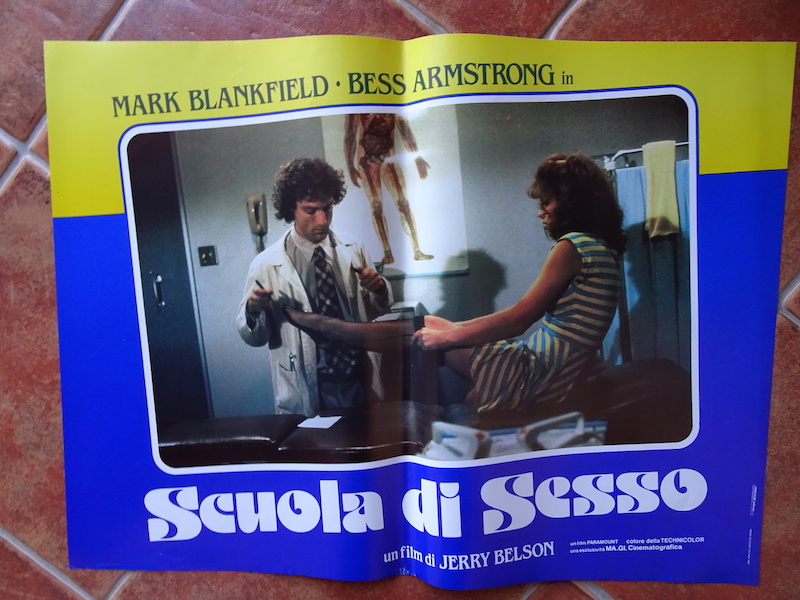 MARK BLANKFIELD · BESS ARMSTRONG in
Scuola di Sesso
un film di JERRY BELSON
un film PARAMOUNT colore della TECHNICOLOR
una esclusività MA.GI. Cinematografica